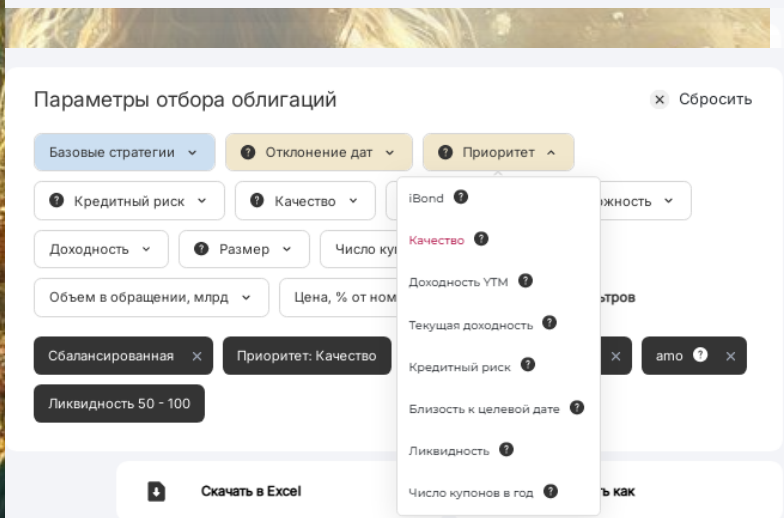 Параметры отбора облигаций
Сбросить
Базовые стратегии
Отклонение дат
Приоритет
Кредитный риск
Качество
жность
Доходность
Размер
Число ку
Объем в обращении, млрд
Цена, % от ном
тров
Сбалансированная
Приоритет: Качество
amo
Ликвидность 50 - 100
iBond
Качество
Доходность YTM
Текущая доходность
Кредитный риск
Близость к целевой дате
Ликвидность
Число купонов в год
Скачать в Excel
ь как